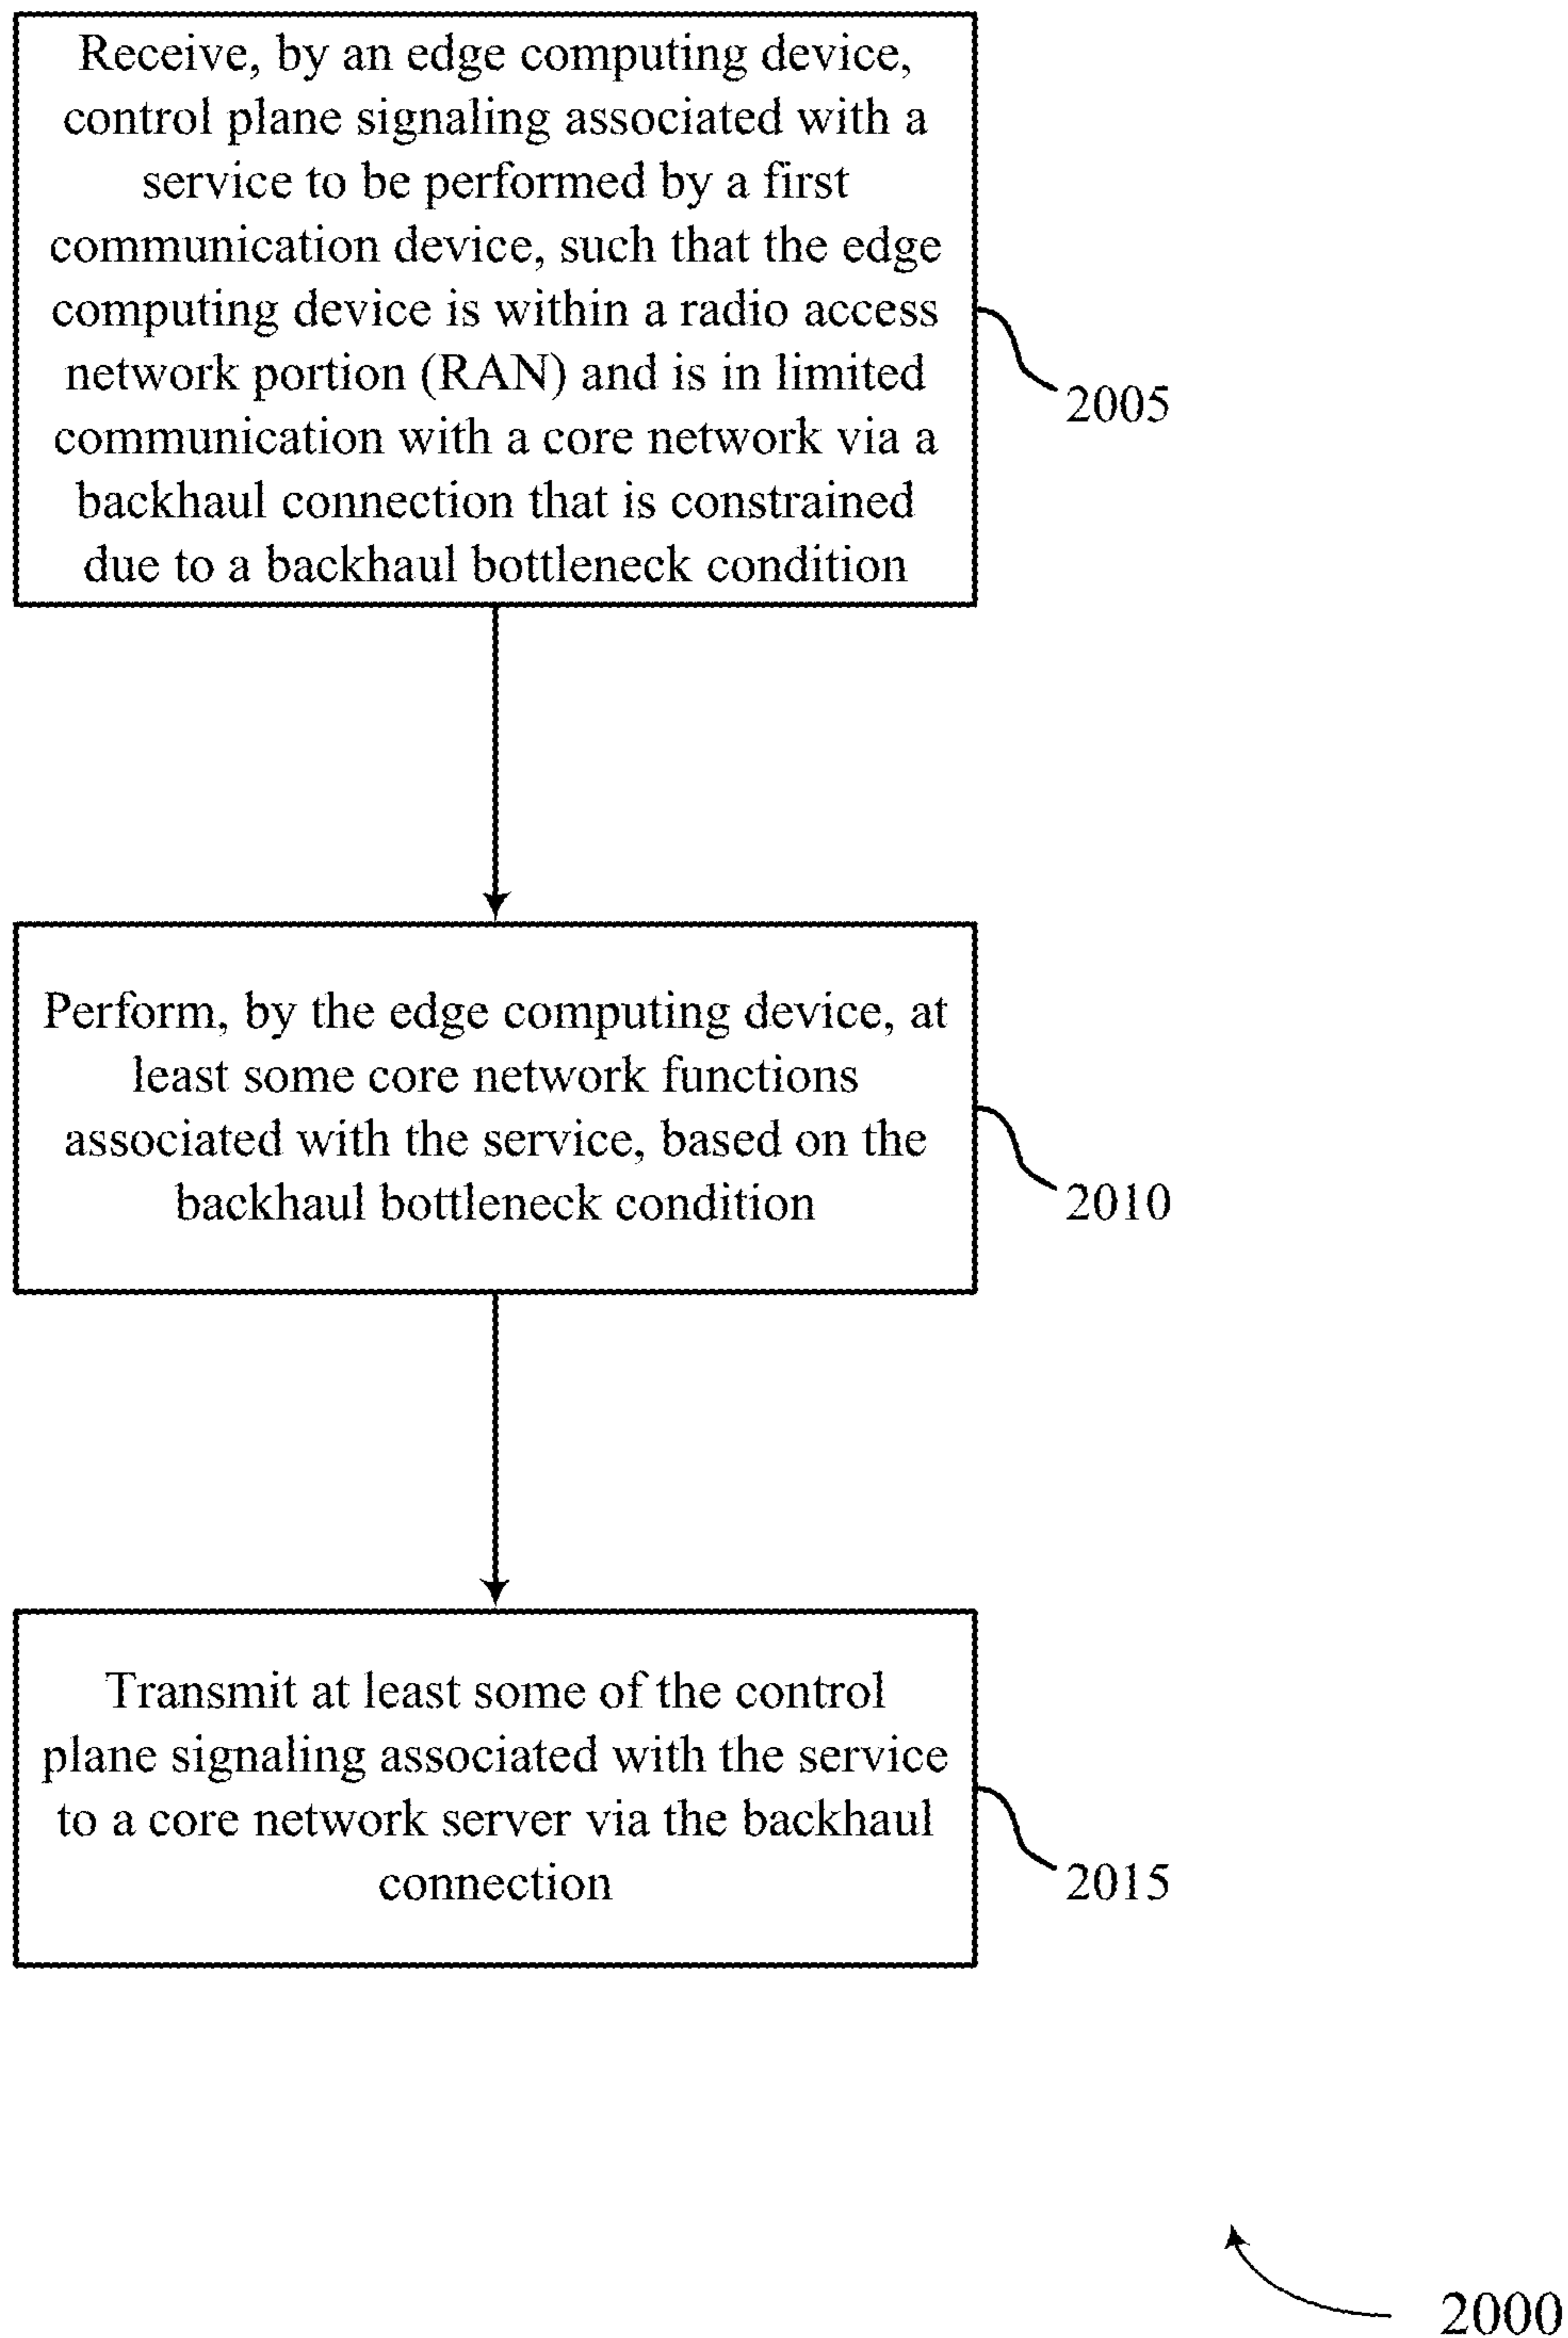 Receive, by an edge computing device,
control plane signaling associated with a
service to be performed by a first
communication device, such that the edge
computing device is within a radio access
network portion (RAN) and is in limited
communication with a core network via a
backhaul connection that is constrained
due to a backhaul bottleneck condition
2005
Perform, by the edge computing device, at
least some core network functions
associated with the service, based on the
backhaul bottleneck condition
2010
Transmit at least some of the control
plane signaling associated with the service
to a core network server via the backhaul
connection
2015
2000